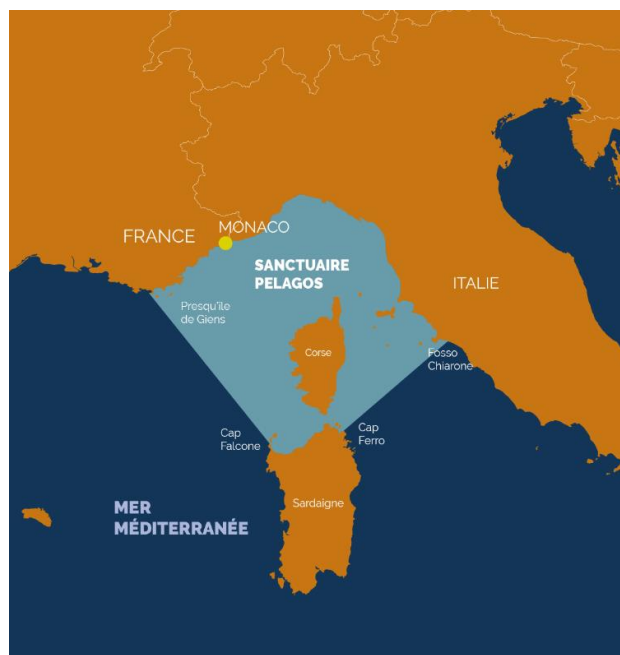 FRANCE
MONACO
SANCTUAIRE
PELAGOS
ITALIE
Presqu'île
de Giens
Corse
Fosso
Chiarone
Cap
Falcone
Cap
Ferro
Sardaigne
MER
MÉDITERRANÉE